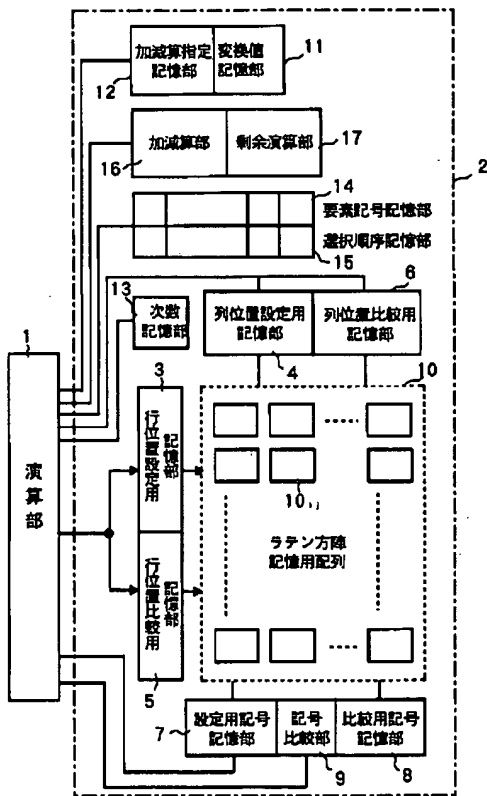 加減算指定
記憶部
変換値
記憶部
11
12
加減算部
剰余演算部
17
16
2
14
要素記号記憶部
選択順序記憶部
15
6
13
次数
記憶部
列位置設定用
記憶部
列位置比較用
記憶部
1
4
10
3
演算部
行位置設定用
記憶部
10ij
ラテン方陣
記憶用配列
行位置比較用
記憶部
5
7
設定用記号
記憶部
記号
比較部
比較用記号
記憶部
9
8